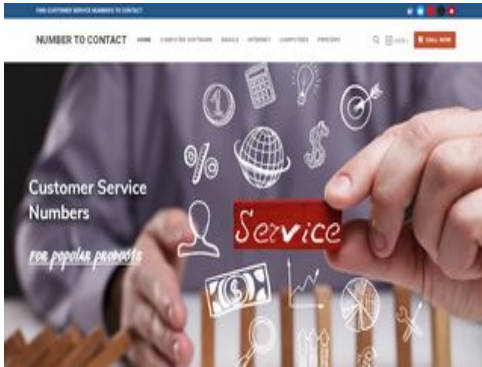 FIND CUSTOMER SERVICE NUMBERS TO CONTACT
NUMBER TO CONTACT HOME COMPUTER SOFTWARE EMAILS INTERNET COMPUTERS PRINTERS CALL NOW
Customer Service
Numbers
FOR POPULAR PRODUCTS
Service